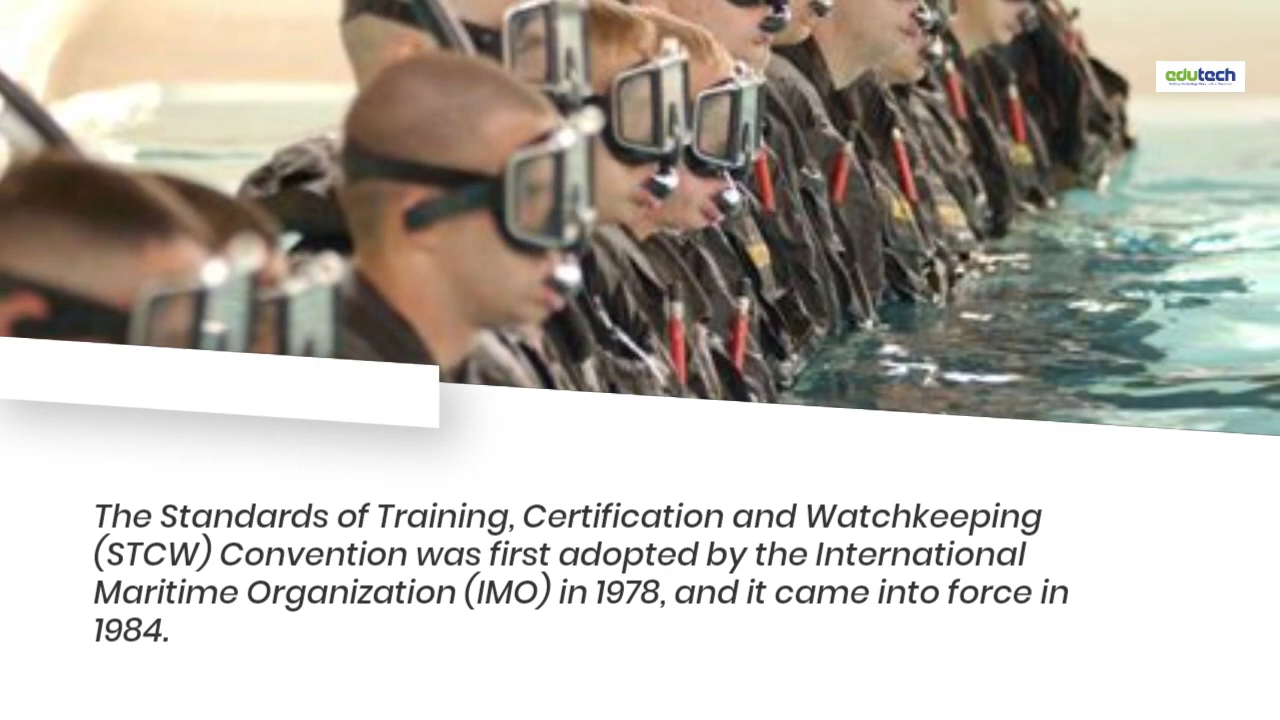 edutech
The Standards of Training, Certification and Watchkeeping
(STCW) Convention was first adopted by the International
Maritime Organization (IMO) in 1978, and it came into force in
1984.